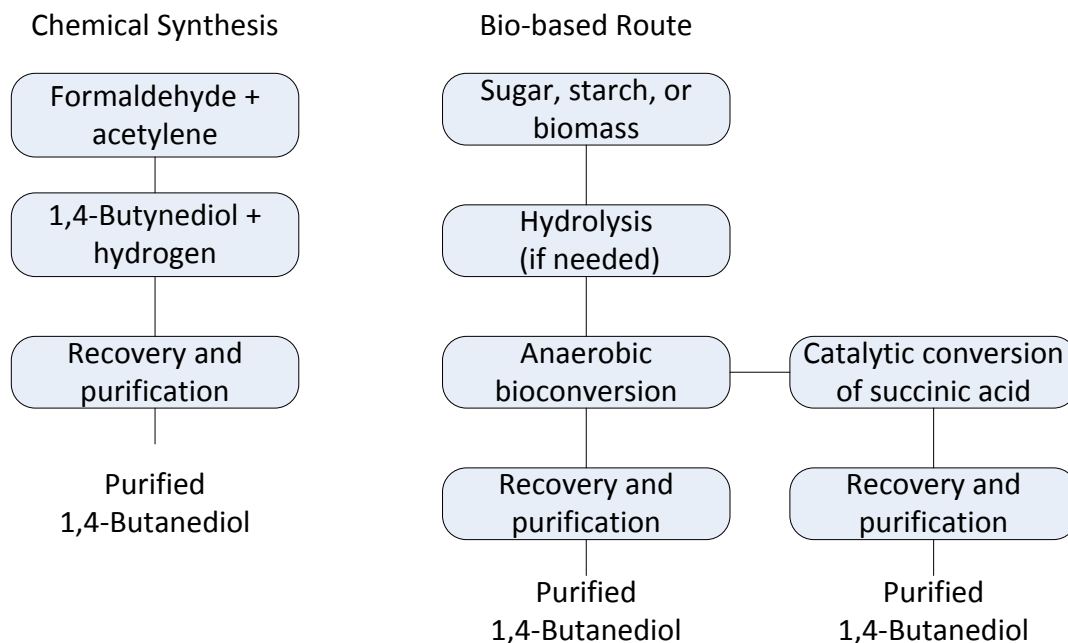 Chemical Synthesis
Formaldehyde +
acetylene
1,4-Butynediol +
hydrogen
Recovery and
purification
Purified
1,4-Butanediol
Bio-based Route
Sugar, starch, or
biomass
Hydrolysis
(if needed)
Anaerobic
bioconversion
Recovery and
purification
Purified
1,4-Butanediol
Catalytic conversion
of succinic acid
Recovery and
purification
Purified
1,4-Butanediol